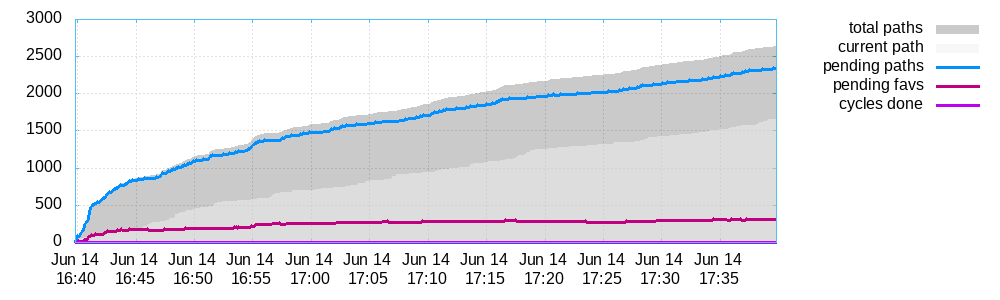 3000
2500
2000
1500
1000
500
0
Jun 14 Jun 14 Jun 14 Jun 14 Jun 14 Jun 14 Jun 14 Jun 14 Jun 14 Jun 14 Jun 14 Jun 14
16:40 16:45 16:50 16:55 17:00 17:05 17:10 17:15 17:20 17:25 17:30 17:35
total paths
current path
pending paths
pending favs
cycles done